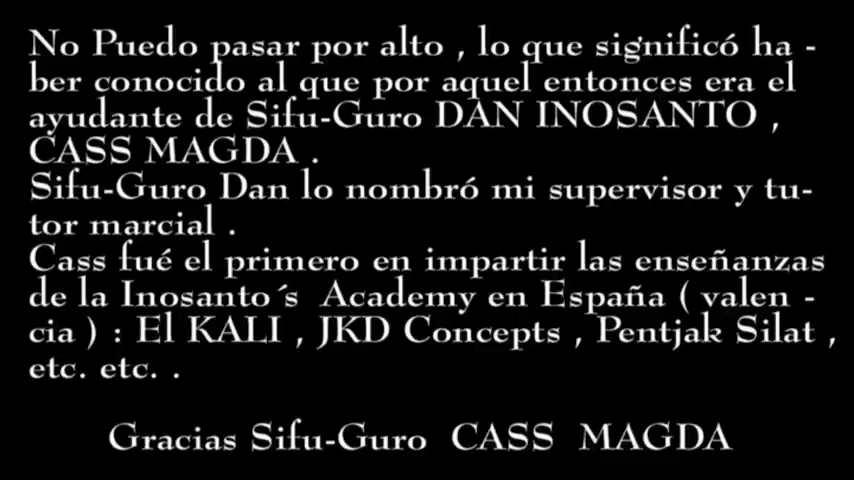 No Puedo pasar por alto , lo que significó ha -
ber conocido al que por aquel entonces era el
ayudante de Sifu-Guro DAN INOSANTO ,
CASS MAGDA .
Sifu-Guro Dan lo nombró mi supervisor y tu-
tor marcial .
Cass fué el primero en impartir las enseñanzas
de la Inosanto´s Academy en España ( valen -
cia ) : El KALI , JKD Concepts , Pentjak Silat ,
etc. etc. .
Gracias Sifu-Guro CASS MAGDA